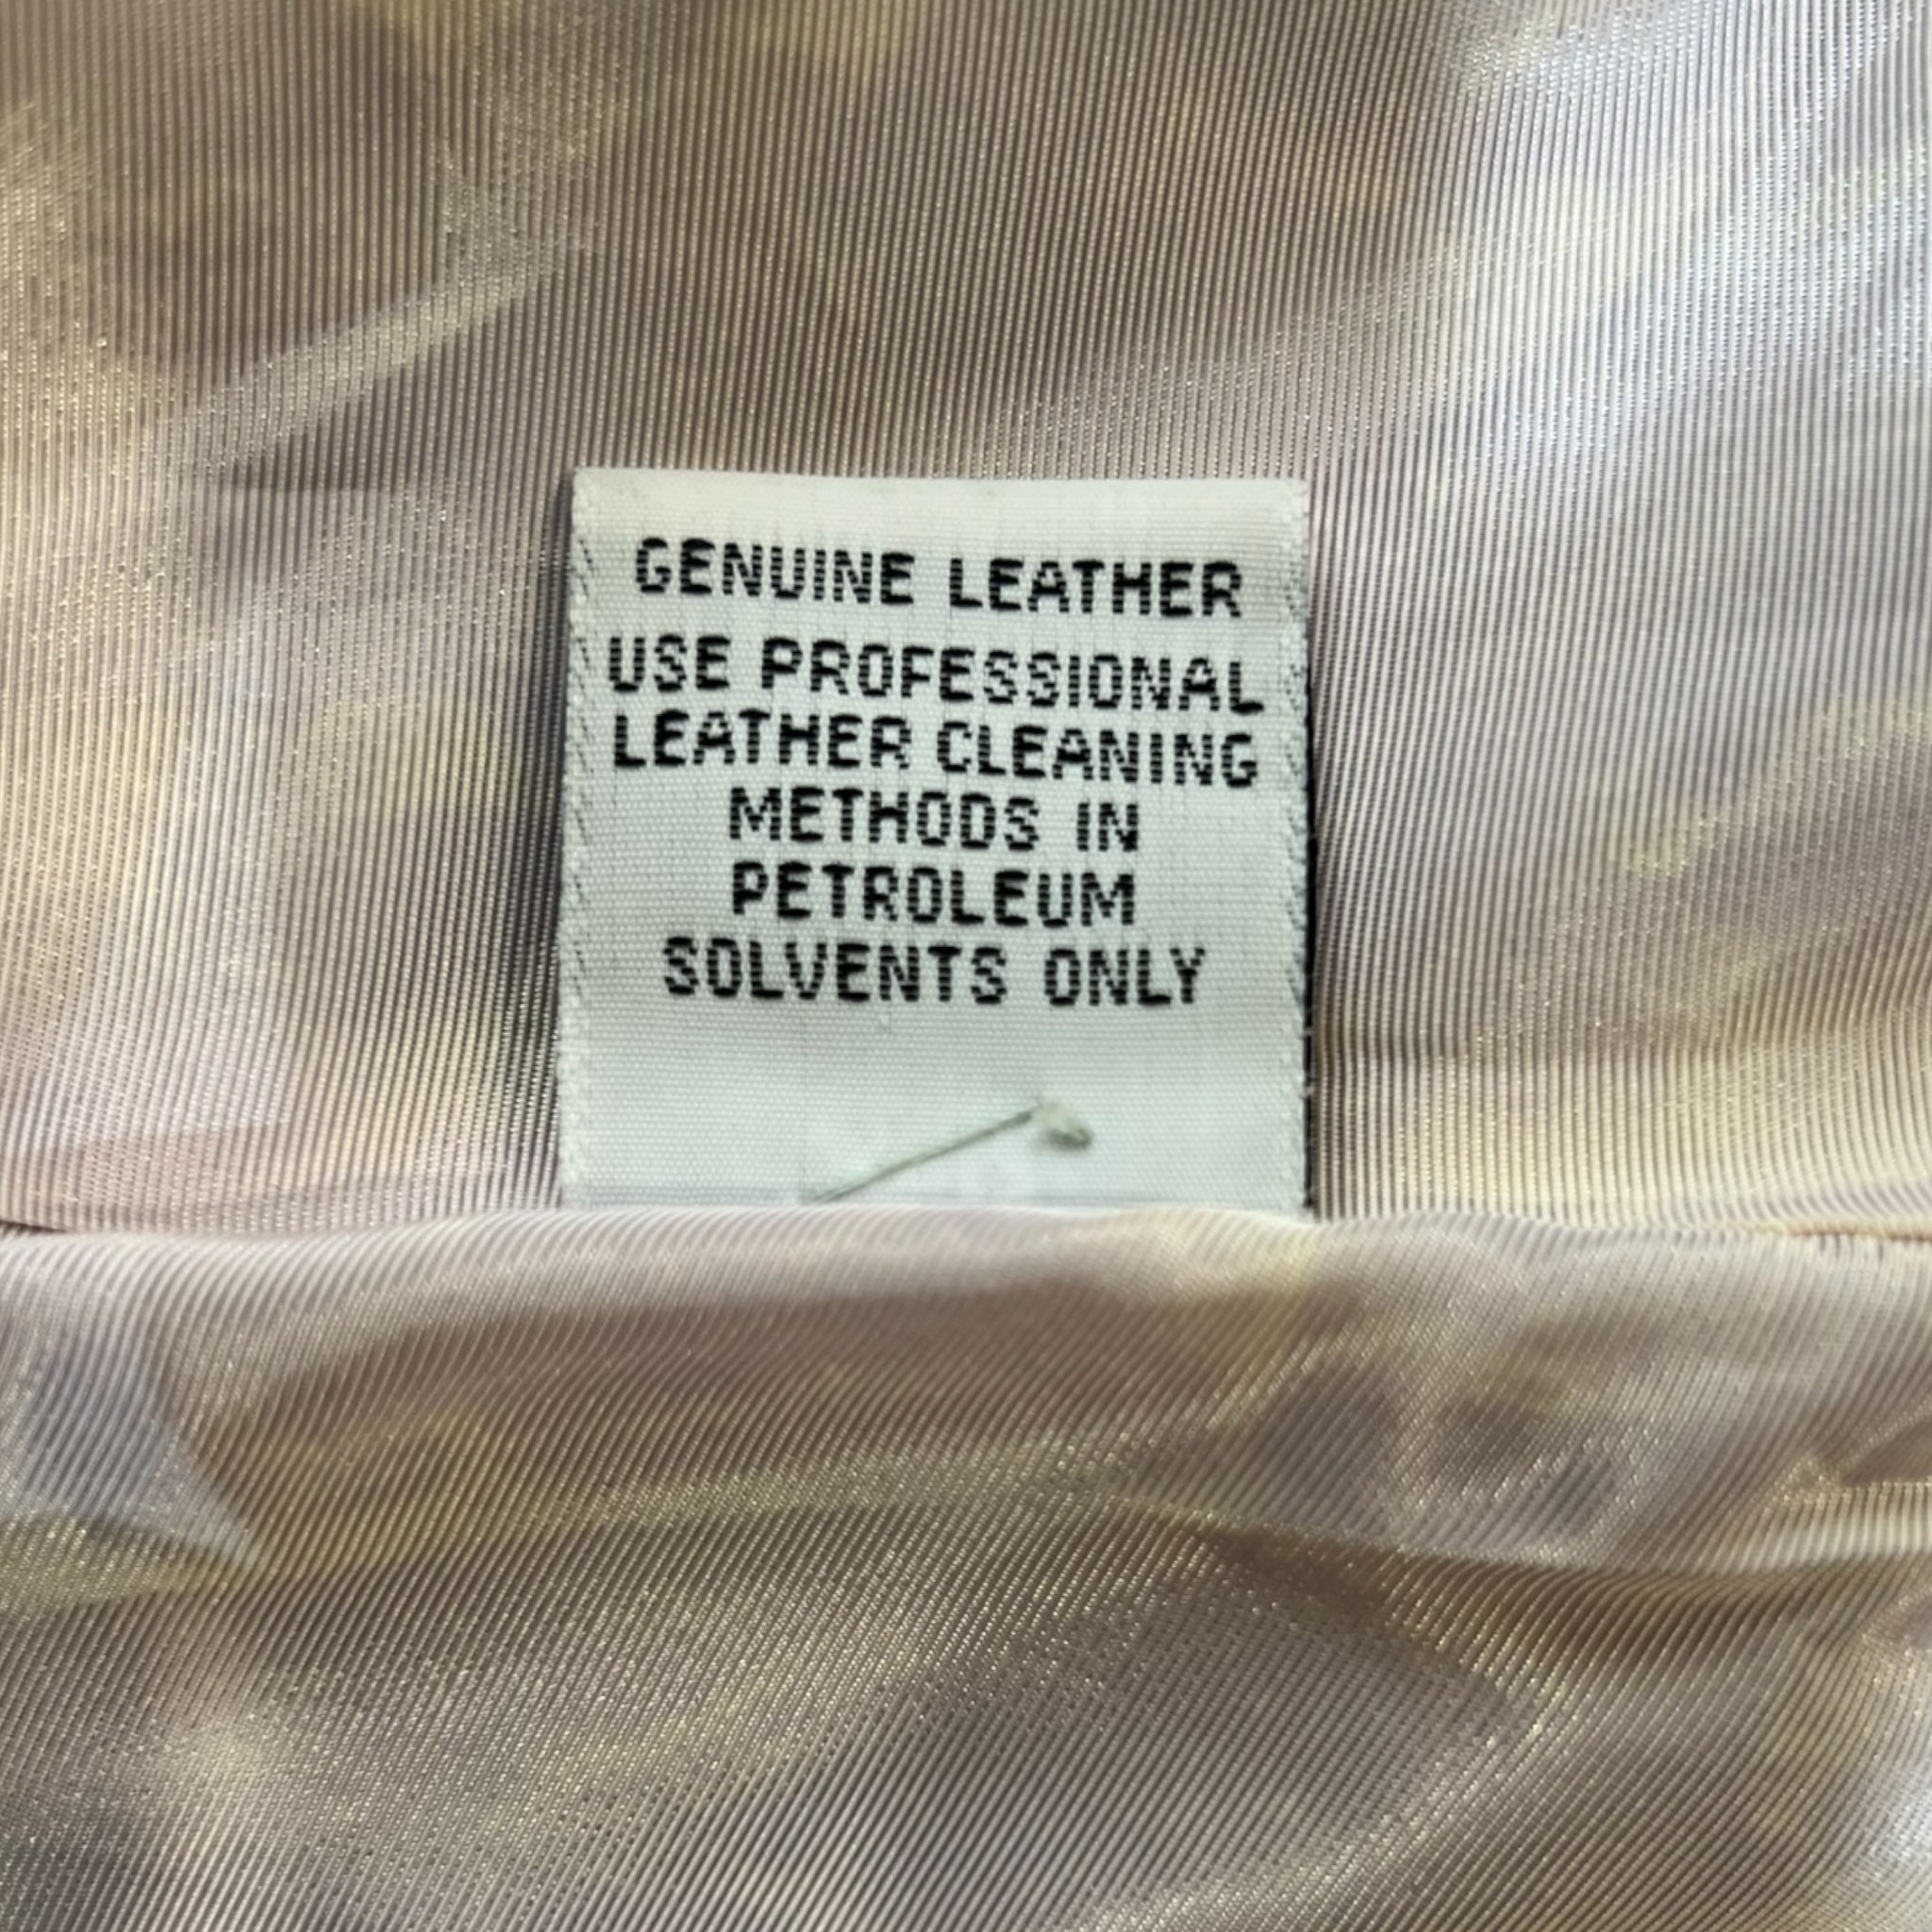 GENUINE LEATHER
USE PROFESSIONAL
LEATHER CLEANING
METHODS IN
PETROLEUM
SOLVENTS ONLY